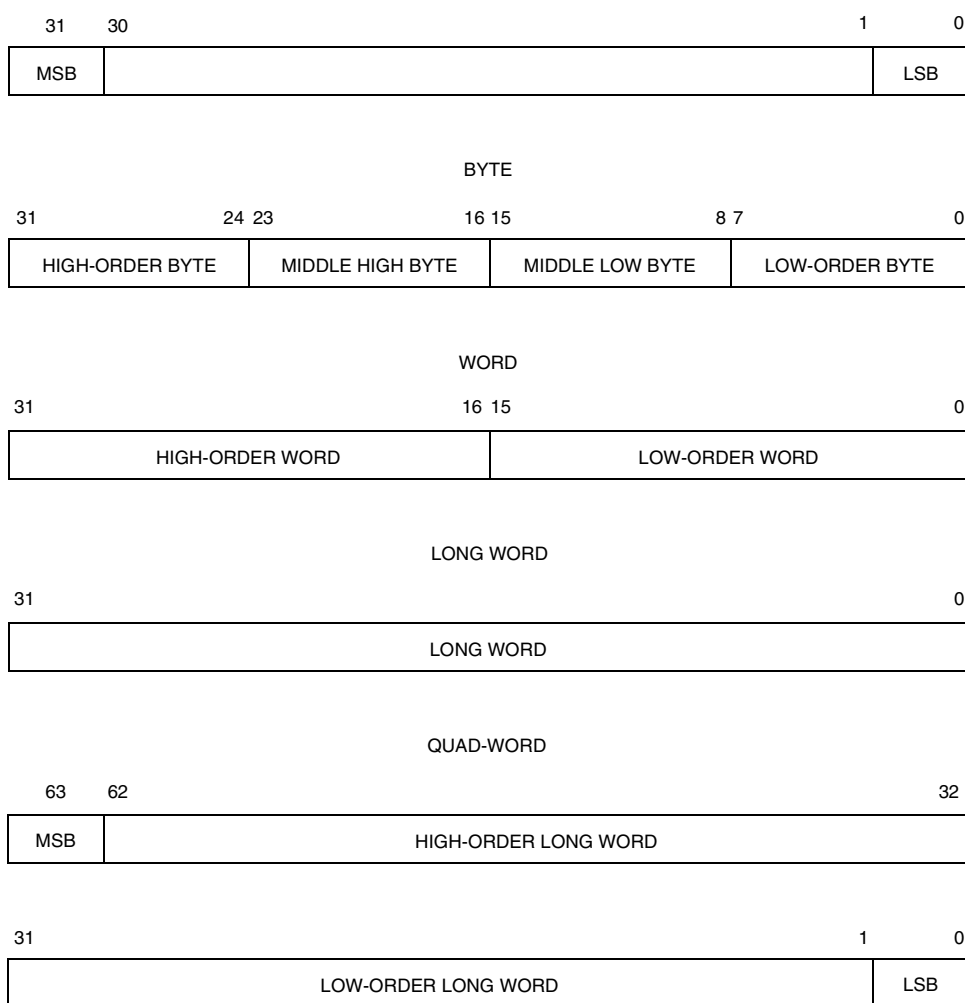 31 30 1 0
MSB LSB
BYTE
31 24 23 16 15 8 7 0
HIGH-ORDER BYTE MIDDLE HIGH BYTE MIDDLE LOW BYTE LOW-ORDER BYTE
WORD
31 16 15 0
HIGH-ORDER WORD LOW-ORDER WORD
LONG WORD
31 0
LONG WORD
QUAD-WORD
63 62 32
MSB HIGH-ORDER LONG WORD
31 1 0
LOW-ORDER LONG WORD LSB